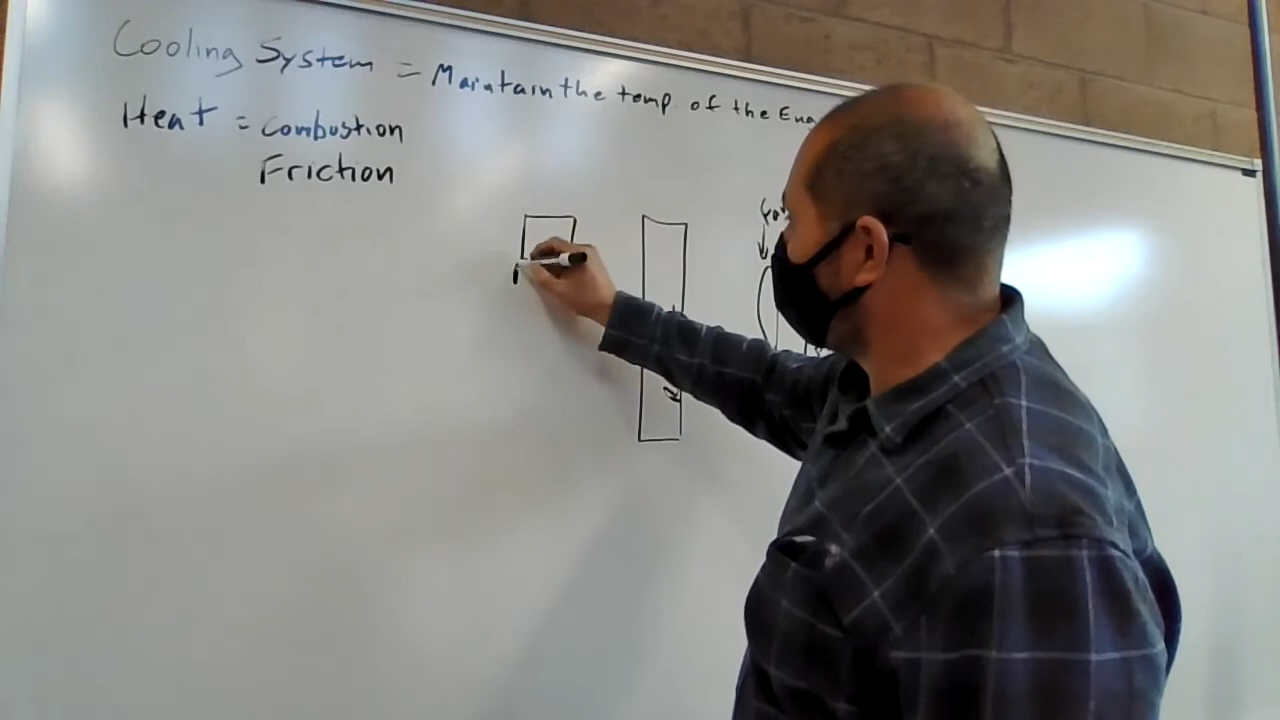 Cooling System = Maintain the temp of the
Heat = Combustion
Friction